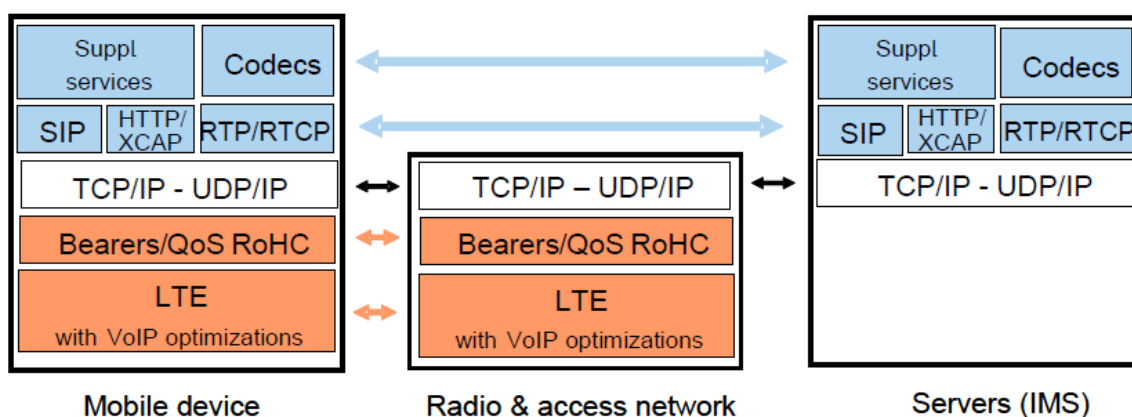 Suppl
services
Codecs
SIP
HTTP/
XCAP
RTP/RTCP
TCP/IP - UDP/IP
Bearers/QoS RoHC
LTE
with VoIP optimizations
Mobile device
TCP/IP – UDP/IP
Bearers/QoS RoHC
LTE
with VoIP optimizations
Radio & access network
Suppl
services
Codecs
SIP
HTTP/
XCAP
RTP/RTCP
TCP/IP - UDP/IP
Servers (IMS)